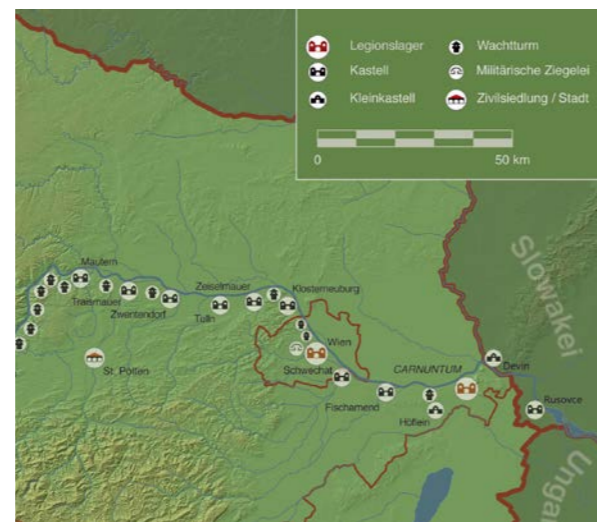 Legionslager
Kastell
Kleinkastell
Wachtturm
Militärische Ziegelei
Zivilsiedlung / Stadt
0
50 km
Slowakei
Mautern
Traismauer
Zwentendorf
Zeiselmauer
Tulln
Klosterneuburg
St. Pölten
Wien
Schwechat
Fischamend
CARNUNTUM
Höflein
Devin
Rusovce
Ungar